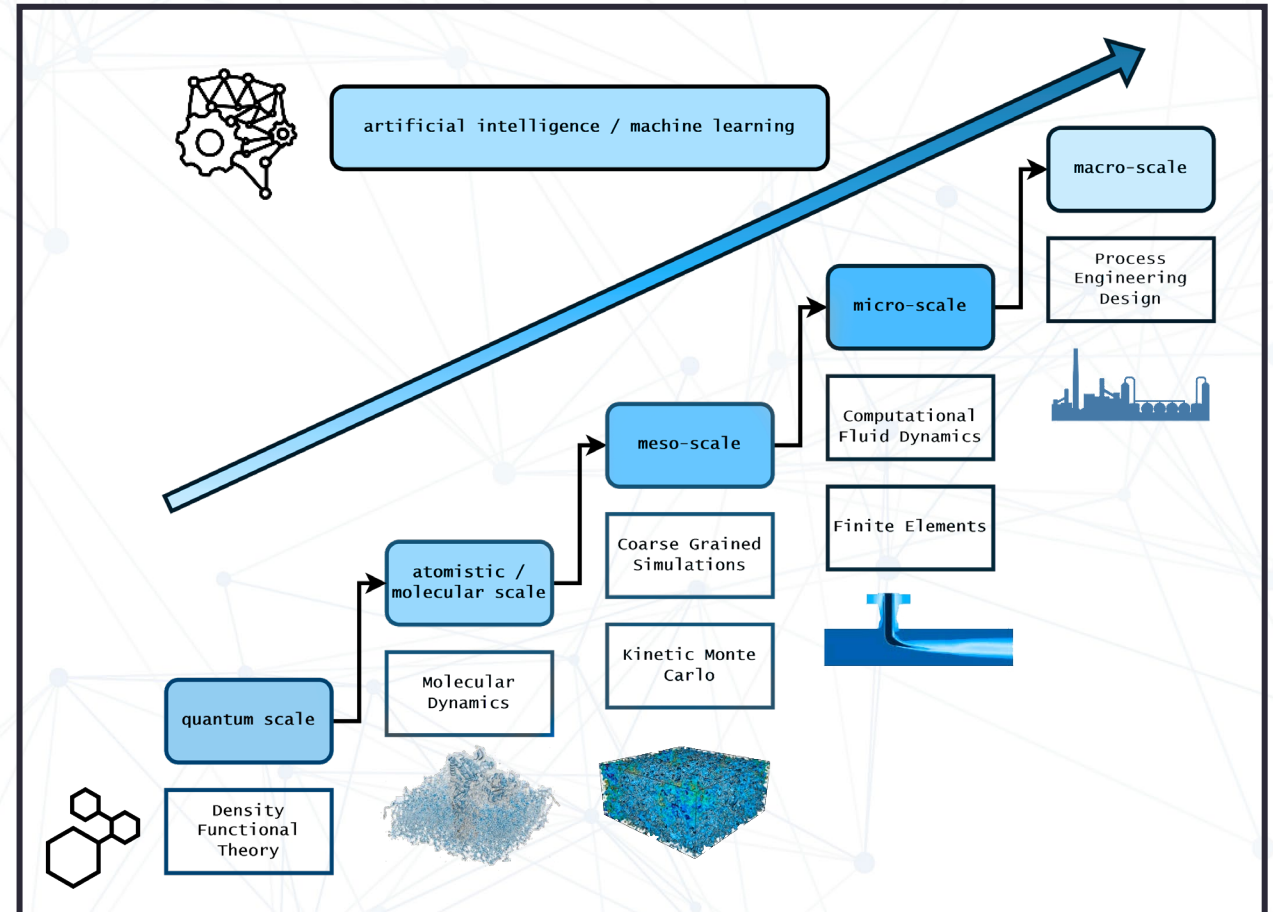 artificial intelligence / machine learning
macro-scale
Process
Engineering
Design
micro-scale
Computational
Fluid Dynamics
Finite Elements
meso-scale
Coarse Grained
Simulations
Kinetic Monte
Carlo
atomistic /
molecular scale
Molecular
Dynamics
quantum scale
Density
Functional
Theory